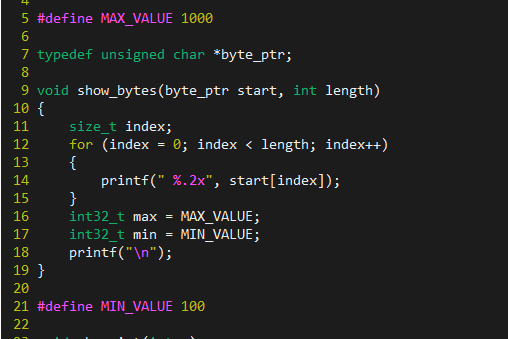 5 #define MAX_VALUE 1000
6
7 typedef unsigned char *byte_ptr;
8
9 void show_bytes(byte_ptr start, int length)
10 {
11     size_t index;
12     for (index = 0; index < length; index++)
13     {
14         printf(" %.2x", start[index]);
15     }
16     int32_t max = MAX_VALUE;
17     int32_t min = MIN_VALUE;
18     printf("\n");
19 }
20
21 #define MIN_VALUE 100
22